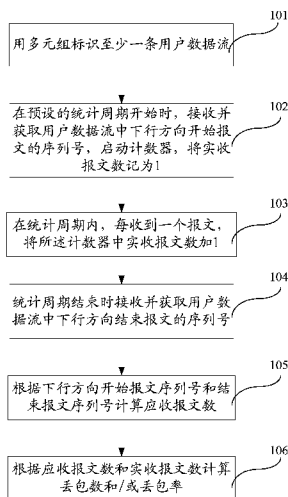 101
用多元组标识至少一条用户数据流
102
在预设的统计周期开始时，接收并
获取用户数据流中下行方向开始报
文的序列号，启动计数器，将实收
报文数记为1
103
在统计周期内，每收到一个报文，
将所述计数器中实收报文数加1
104
统计周期结束时接收并获取用户数
据流中下行方向结束报文的序列号
105
根据下行方向开始报文序列号和结
束报文序列号计算应收报文数
106
根据应收报文数和实收报文数计算
丢包数和/或丢包率